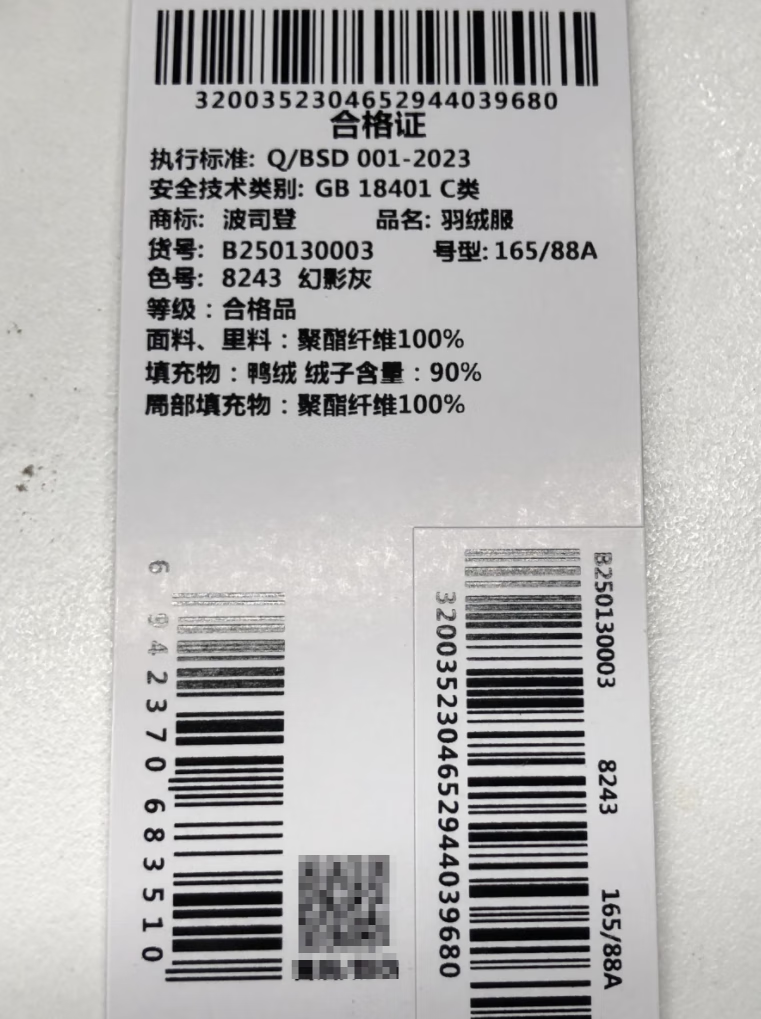 3200352304652944039680
合格证
执行标准: Q/BSD 001-2023
安全技术类别: GB 18401 C类
商标: 波司登 品名: 羽绒服
货号: B250130003 号型: 165/88A
色号: 8243 幻影灰
等级：合格品
面料、里料：聚酯纤维100%
填充物：鸭绒 绒子含量：90%
局部填充物：聚酯纤维100%
6 942370 683510
B250130003 8243 165/88A
3200352304652944039680